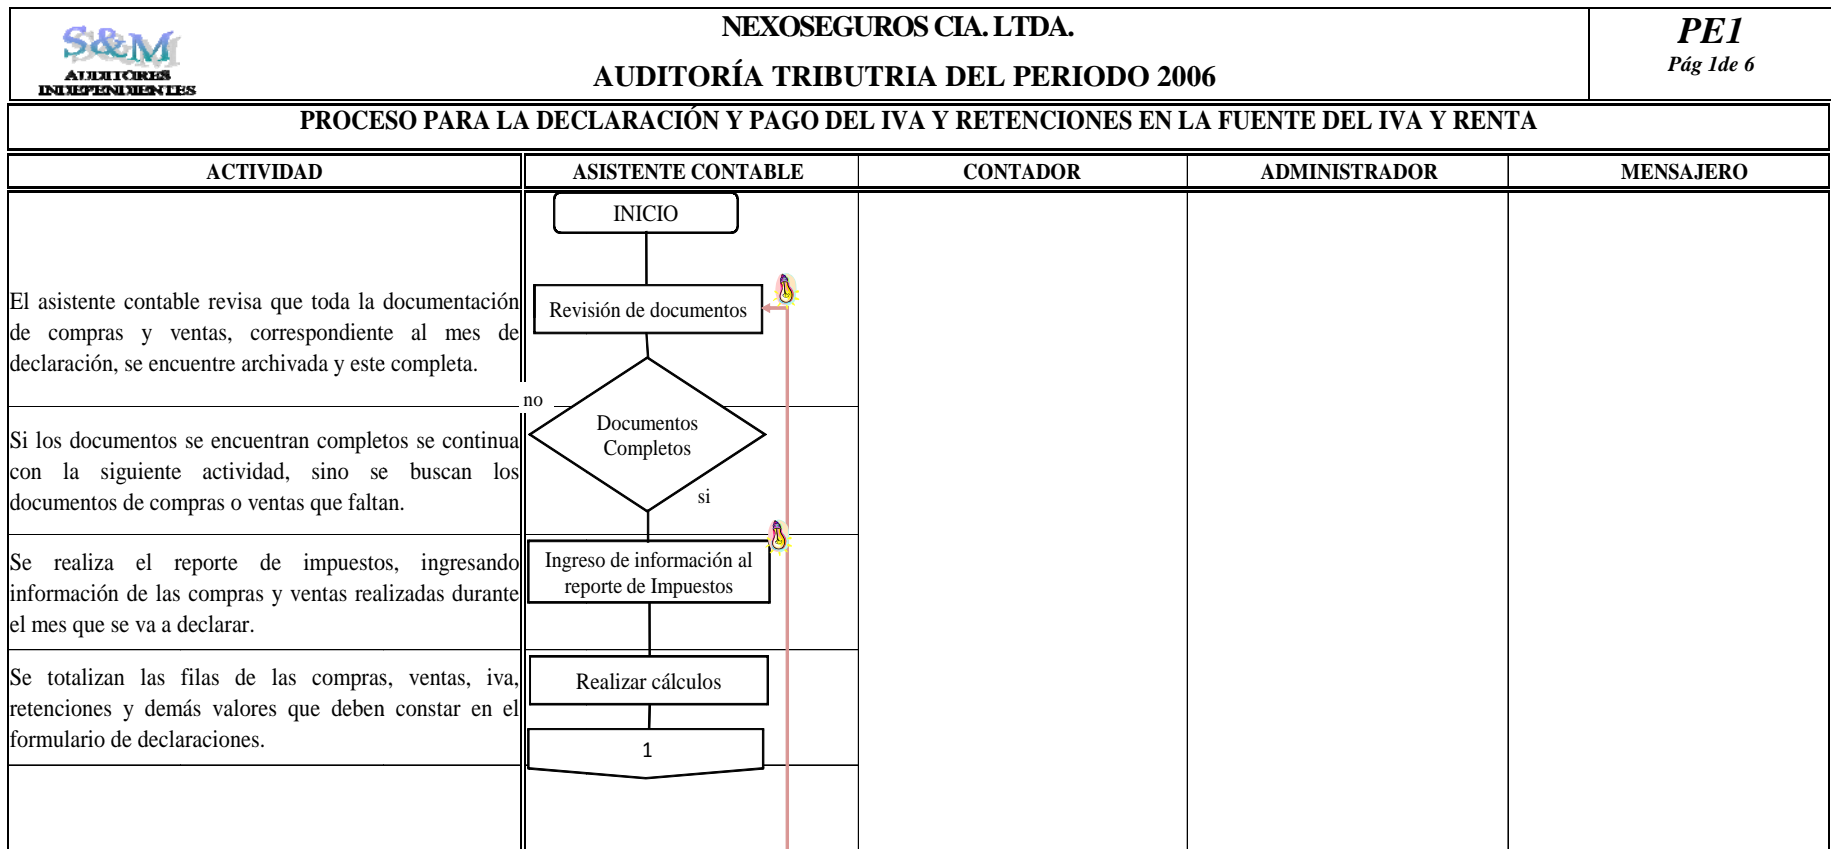 S&M
AUDITORES
INDEPENDIENTES
NEXOSEGUROS CIA. LTDA.
AUDITORÍA TRIBUTRIA DEL PERIODO 2006
PE1
Pág 1de 6
PROCESO PARA LA DECLARACIÓN Y PAGO DEL IVA Y RETENCIONES EN LA FUENTE DEL IVA Y RENTA
ACTIVIDAD
ASISTENTE CONTABLE
CONTADOR
ADMINISTRADOR
MENSAJERO
INICIO
El asistente contable revisa que toda la documentación
de compras y ventas, correspondiente al mes de
declaración, se encuentre archivada y este completa.
Revisión de documentos
no
Si los documentos se encuentran completos se continua
con la siguiente actividad, sino se buscan los
documentos de compras o ventas que faltan.
Documentos
Completos
si
Se realiza el reporte de impuestos, ingresando
información de las compras y ventas realizadas durante
el mes que se va a declarar.
Ingreso de información al
reporte de Impuestos
Se totalizan las filas de las compras, ventas, iva,
retenciones y demás valores que deben constar en el
formulario de declaraciones.
Realizar cálculos
1